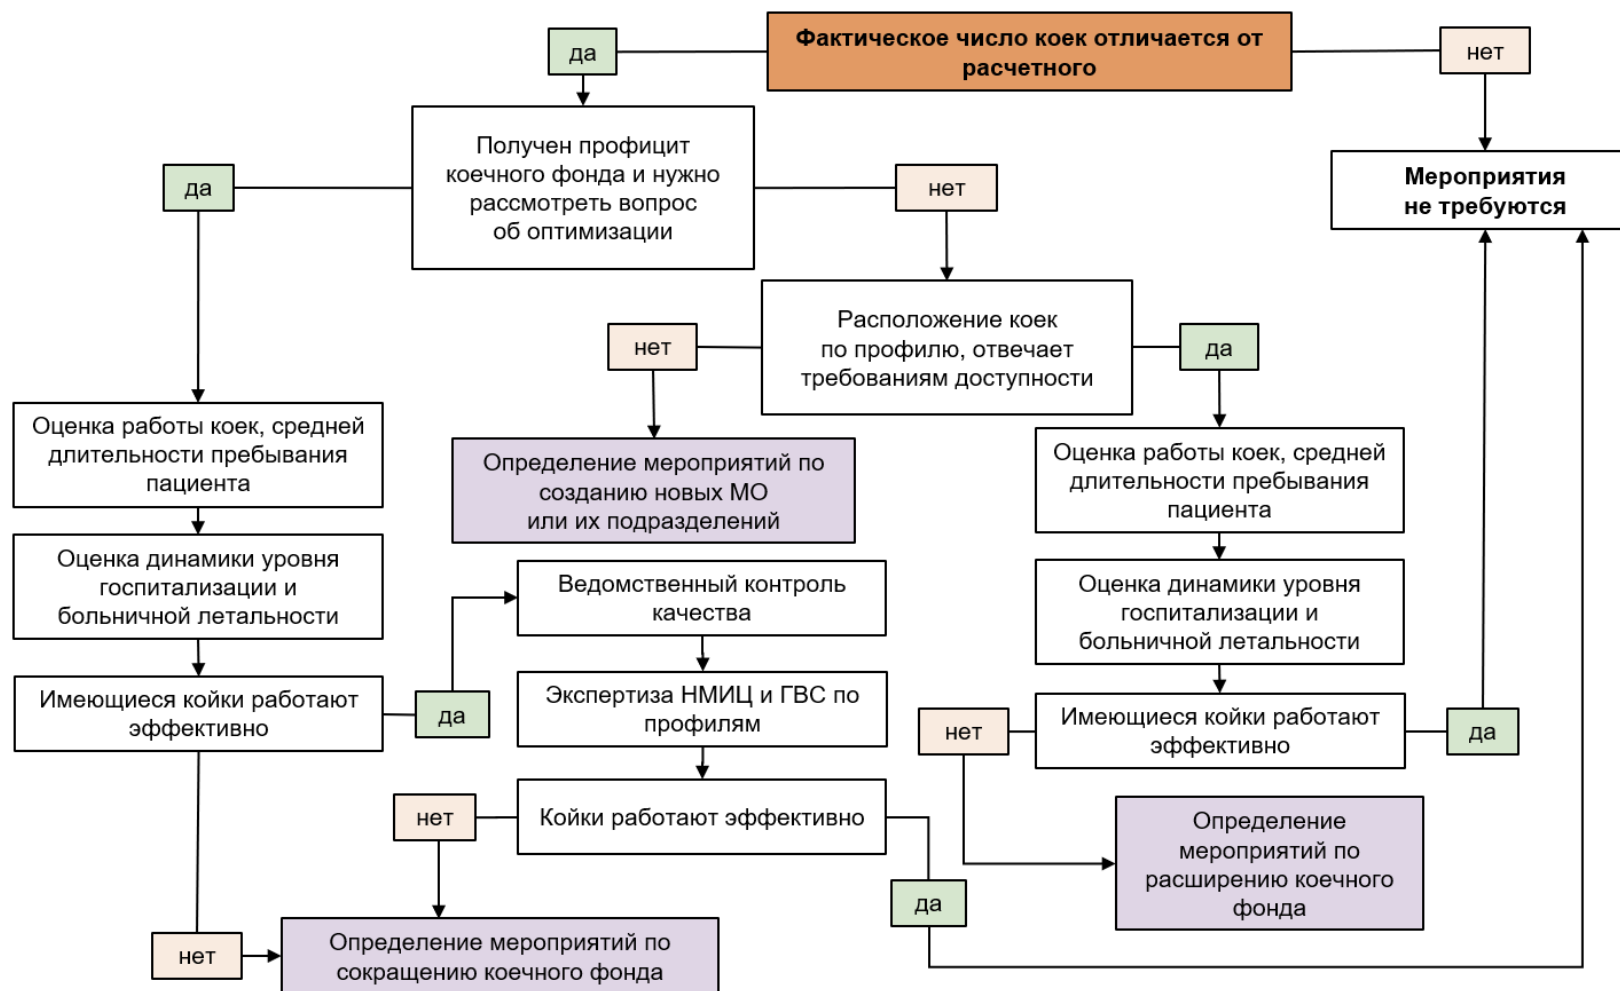 Фактическое число коек отличается от
расчетного
да
нет
Получен профицит
коечного фонда и нужно
рассмотреть вопрос
об оптимизации
Мероприятия
не требуются
да
нет
Расположение коек
по профилю, отвечает
требованиям доступности
нет
да
Оценка работы коек, средней
длительности пребывания
пациента
Определение мероприятий по
созданию новых МО
или их подразделений
Оценка работы коек, средней
длительности пребывания
пациента
Оценка динамики уровня
госпитализации и
больничной летальности
Ведомственный контроль
качества
Оценка динамики уровня
госпитализации и
больничной летальности
Имеющиеся койки работают
эффективно
да
Экспертиза НМИЦ и ГВС по
профилям
нет
Имеющиеся койки работают
эффективно
да
нет
Койки работают эффективно
да
Определение
мероприятий по
расширению коечного
фонда
нет
Определение мероприятий по
сокращению коечного фонда